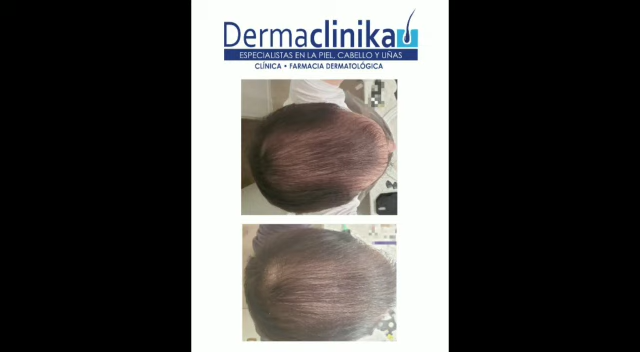 Dermaclinika
ESPECIALISTAS EN LA PIEL, CABELLO Y UÑAS
CLÍNICA • FARMACIA DERMATOLÓGICA